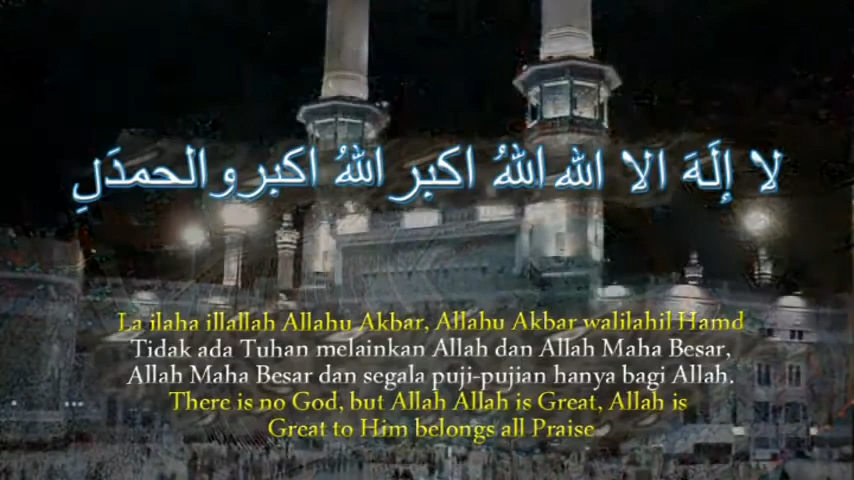 لا إلَهَ الا الله اللهُ اكبر اللهُ اكبر والحمدَلِ
La ilaha illallah Allahu Akbar, Allahu Akbar walilahil Hamd
Tidak ada Tuhan melainkan Allah dan Allah Maha Besar,
Allah Maha Besar dan segala puji-pujian hanya bagi Allah.
There is no God, but Allah Allah is Great, Allah is
Great to Him belongs all Praise